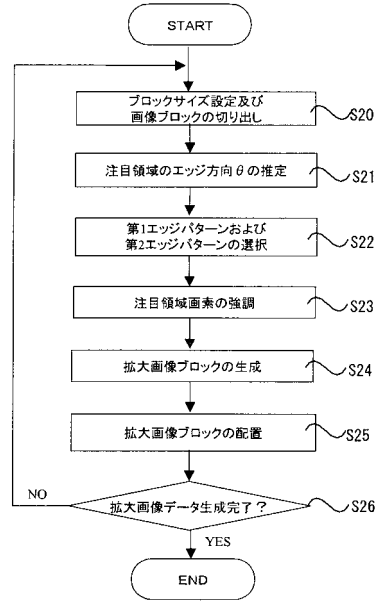 START
ブロックサイズ設定及び
画像ブロックの切り出し
S20
注目領域のエッジ方向θの推定
S21
第1エッジパターンおよび
第2エッジパターンの選択
S22
注目領域画素の強調
S23
拡大画像ブロックの生成
S24
拡大画像ブロックの配置
S25
NO
拡大画像データ生成完了?
S26
YES
END